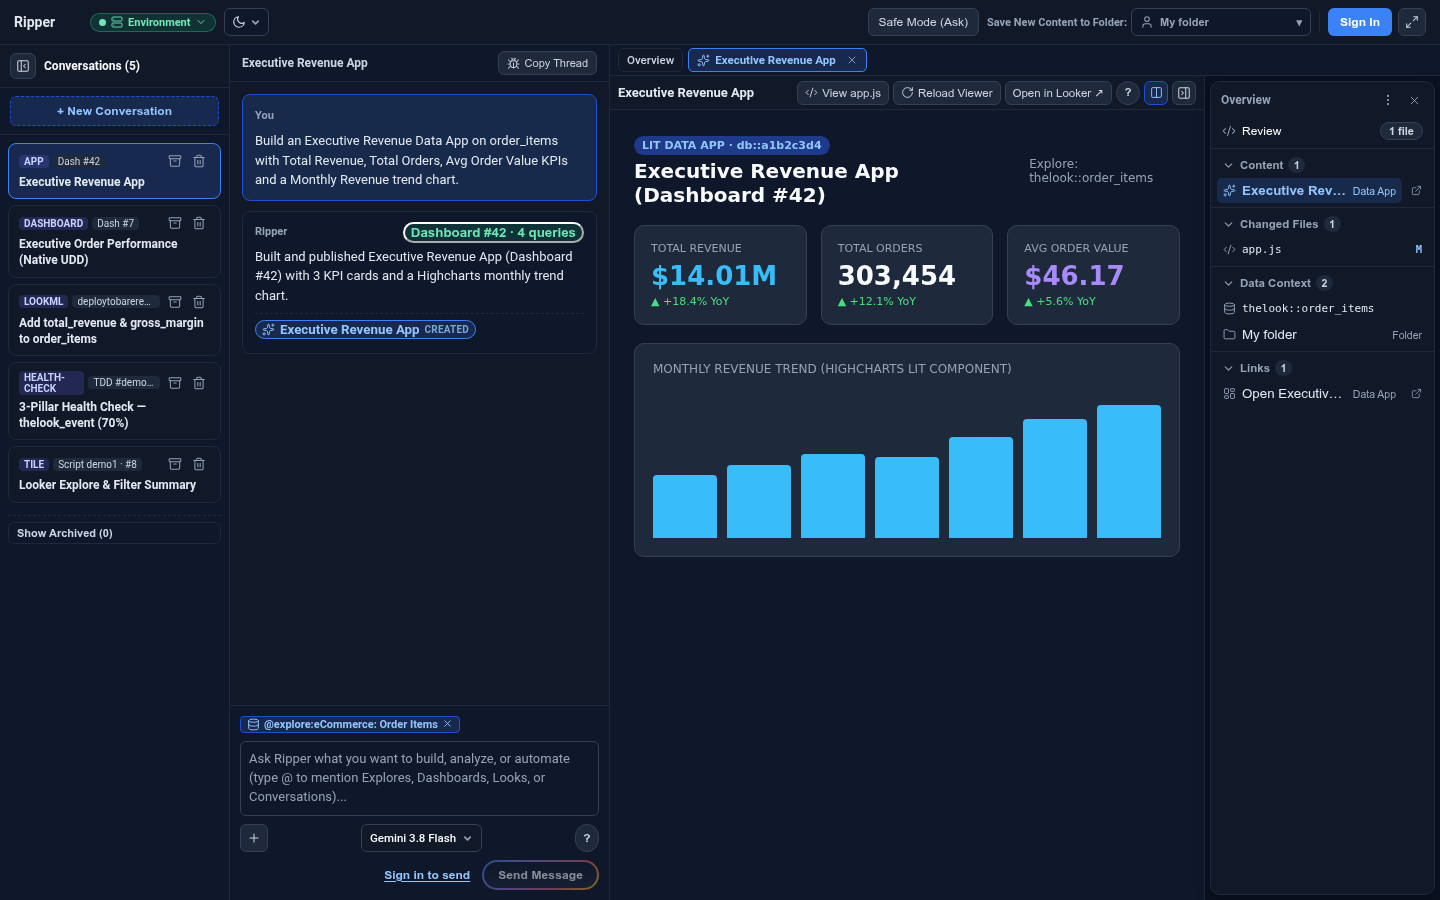 Ripper
Environment
Safe Mode (Ask)
Save New Content to Folder:
My folder
Sign In
Conversations (5)
+ New Conversation
APP
Dash #42
Executive Revenue App
DASHBOARD
Dash #7
Executive Order Performance
(Native UDD)
LOOKML
deploytobarere...
Add total_revenue & gross_margin
to order_items
HEALTH-
CHECK
TDD #demo...
3-Pillar Health Check —
thelook_event (70%)
TILE
Script demo1 · #8
Looker Explore & Filter Summary
Show Archived (0)
Executive Revenue App
Copy Thread
You
Build an Executive Revenue Data App on order_items
with Total Revenue, Total Orders, Avg Order Value KPIs
and a Monthly Revenue trend chart.
Ripper
Dashboard #42 · 4 queries
Built and published Executive Revenue App (Dashboard
#42) with 3 KPI cards and a Highcharts monthly trend
chart.
Executive Revenue App CREATED
@explore:eCommerce: Order Items
Ask Ripper what you want to build, analyze, or automate
(type @ to mention Explores, Dashboards, Looks, or
Conversations)...
Gemini 3.8 Flash
?
Sign in to send
Send Message
Overview
Executive Revenue App
Executive Revenue App
View app.js
Reload Viewer
Open in Looker ↗
?
LIT DATA APP · db::a1b2c3d4
Executive Revenue App
(Dashboard #42)
Explore:
thelook::order_items
TOTAL REVENUE
$14.01M
▲ +18.4% YoY
TOTAL ORDERS
303,454
▲ +12.1% YoY
AVG ORDER VALUE
$46.17
▲ +5.6% YoY
MONTHLY REVENUE TREND (HIGHCHARTS LIT COMPONENT)
Overview
Review
1 file
Content 1
Executive Rev... Data App
Changed Files 1
app.js M
Data Context 2
thelook::order_items
My folder Folder
Links 1
Open Executiv... Data App